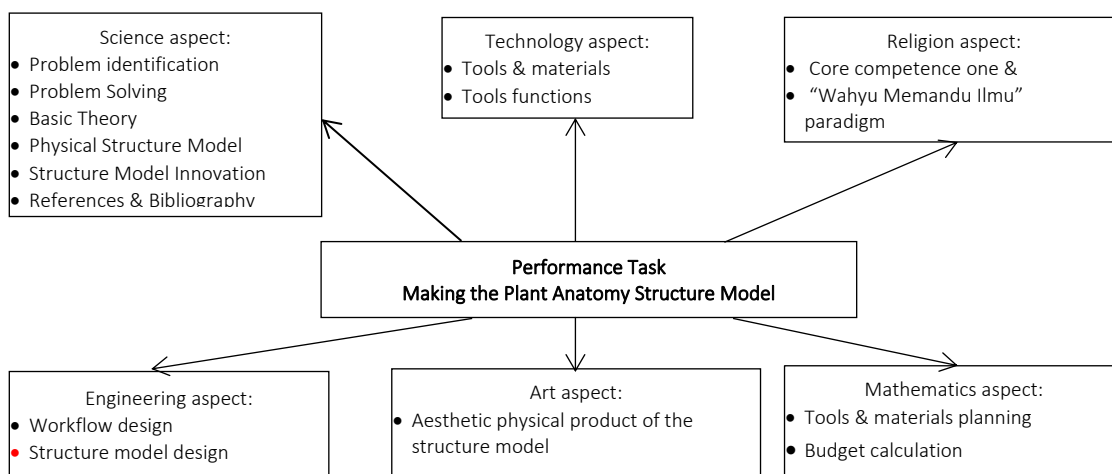 Science aspect:
• Problem identification
• Problem Solving
• Basic Theory
• Physical Structure Model
• Structure Model Innovation
• References & Bibliography
Technology aspect:
• Tools & materials
• Tools functions
Religion aspect:
• Core competence one &
• “Wahyu Memandu Ilmu”
paradigm
Performance Task
Making the Plant Anatomy Structure Model
Engineering aspect:
• Workflow design
• Structure model design
Art aspect:
• Aesthetic physical product of the
structure model
Mathematics aspect:
• Tools & materials planning
• Budget calculation